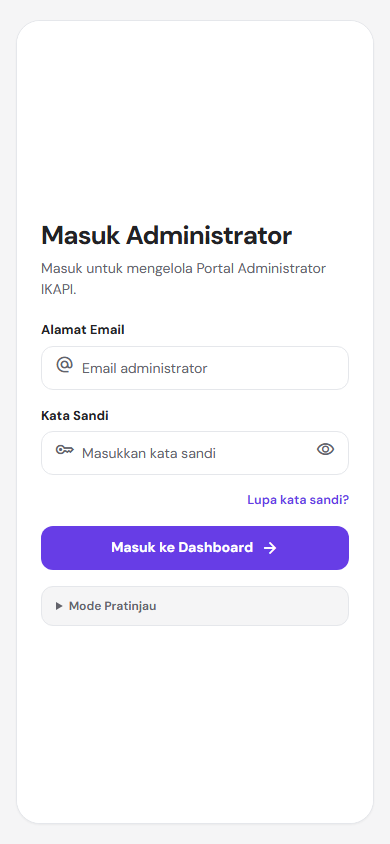 Masuk Administrator
Masuk untuk mengelola Portal Administrator
IKAPI.
Alamat Email
Email administrator
Kata Sandi
Masukkan kata sandi
Lupa kata sandi?
Masuk ke Dashboard →
Mode Pratinjau